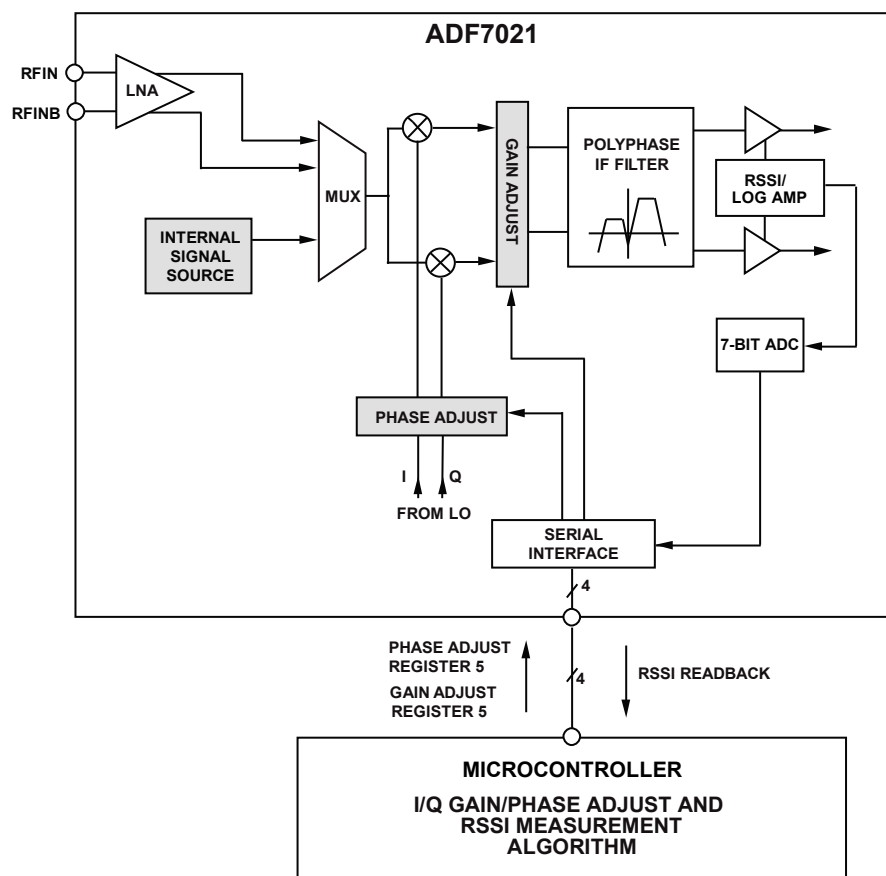 ADF7021
RFIN
RFINB
LNA
MUX
INTERNAL
SIGNAL
SOURCE
GAIN ADJUST
POLYPHASE
IF FILTER
RSSI/
LOG AMP
7-BIT ADC
PHASE ADJUST
I
Q
FROM LO
SERIAL
INTERFACE
4
PHASE ADJUST
REGISTER 5
GAIN ADJUST
REGISTER 5
4
RSSI READBACK
MICROCONTROLLER
I/Q GAIN/PHASE ADJUST AND
RSSI MEASUREMENT
ALGORITHM